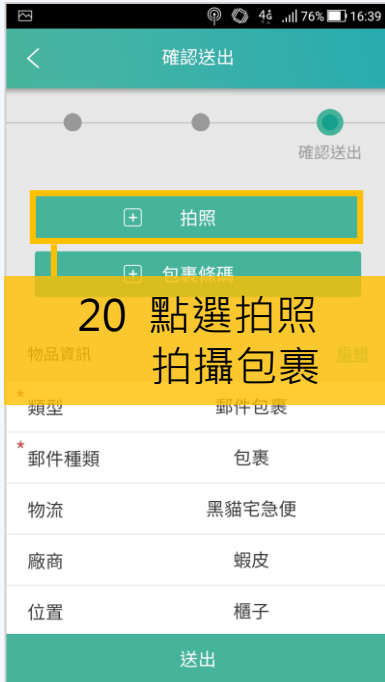 4G 76% 16:39
確認送出
確認送出
拍照
包裹條碼
20 點選拍照
拍攝包裹
物品資訊 編輯
*類型 郵件包裹
*郵件種類 包裹
物流 黑貓宅急便
廠商 蝦皮
位置 櫃子
送出